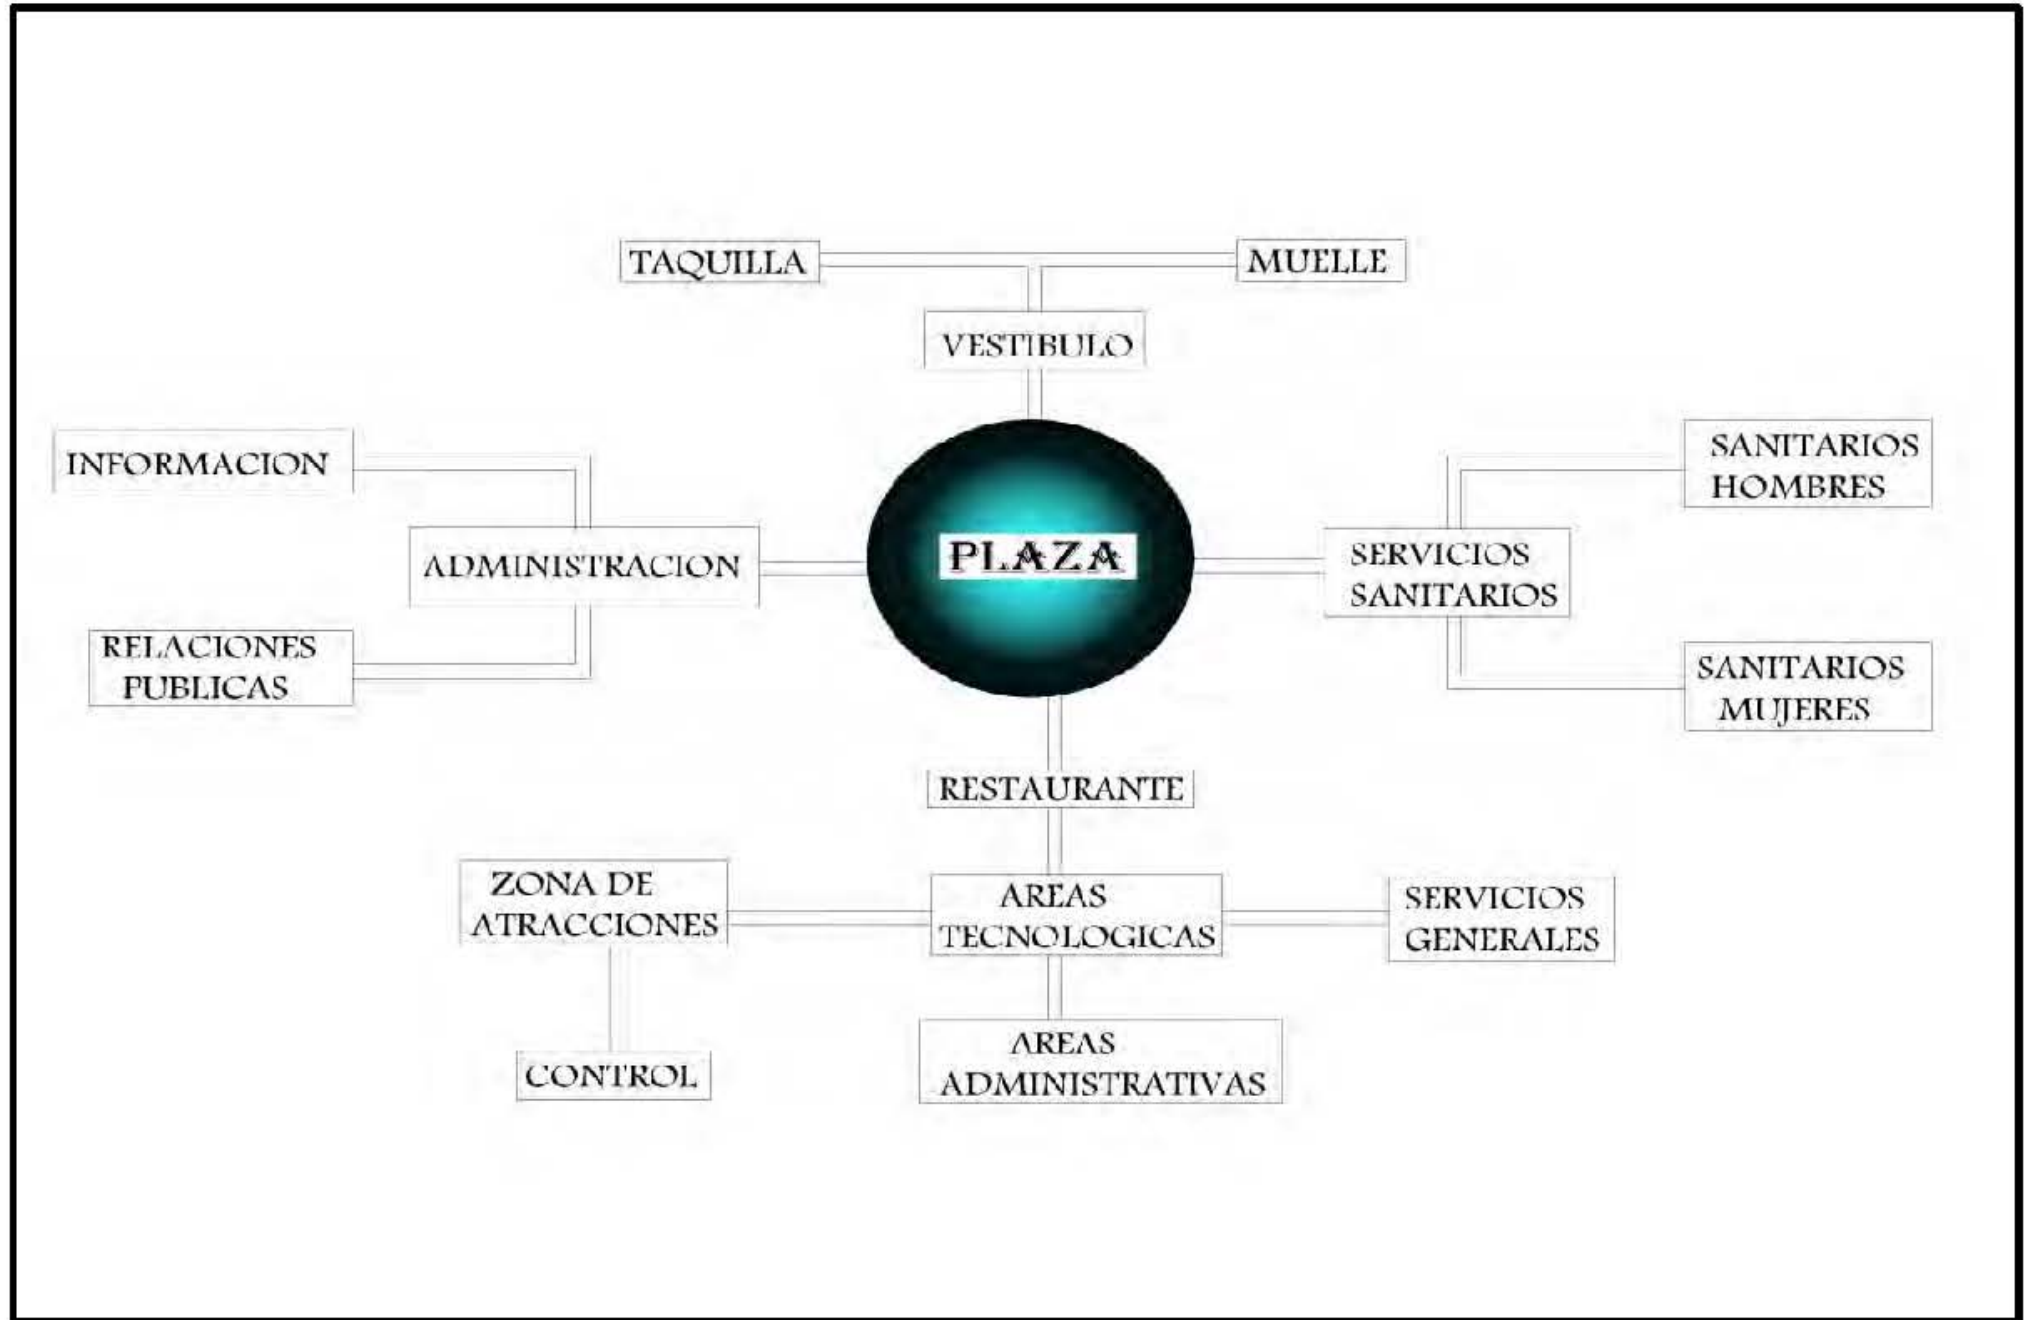 TAQUILLA
MUELLE
VESTIBULO
INFORMACION
SANITARIOS
HOMBRES
ADMINISTRACION
PLAZA
SERVICIOS
SANITARIOS
RELACIONES
PUBLICAS
SANITARIOS
MUJERES
RESTAURANTE
ZONA DE
ATRACCIONES
AREAS
TECNOLOGICAS
SERVICIOS
GENERALES
CONTROL
AREAS
ADMINISTRATIVAS